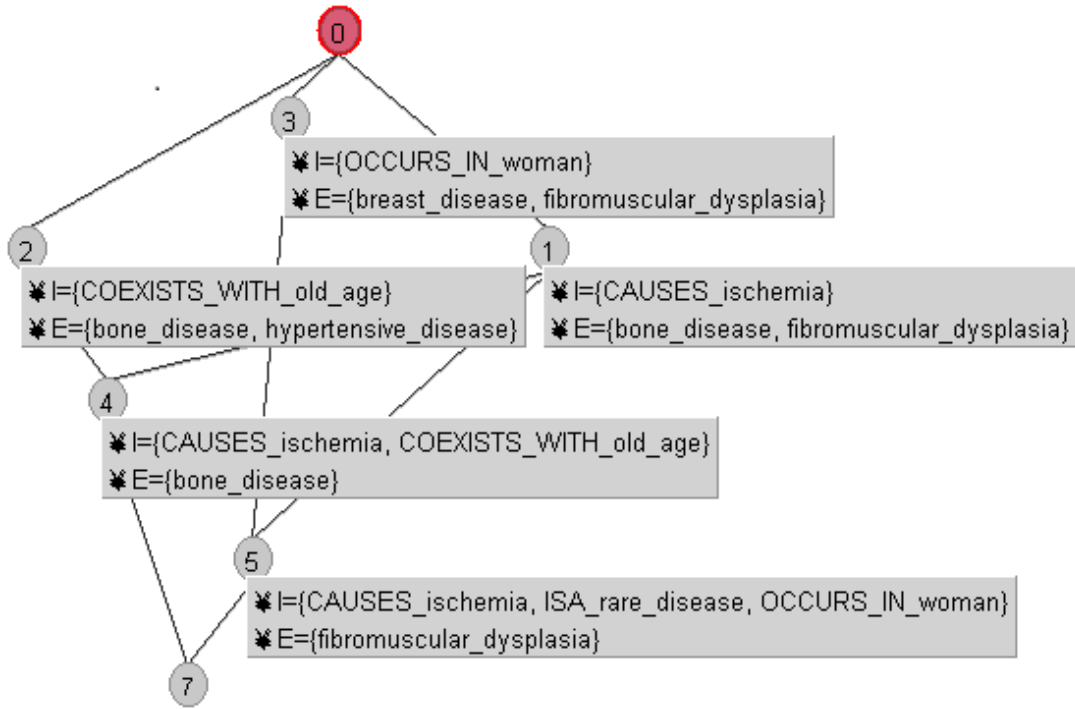 0
3
I={OCCURS_IN_woman}
E={breast_disease, fibromuscular_dysplasia}
2
1
I={COEXISTS_WITH_old_age}
E={bone_disease, hypertensive_disease}
I={CAUSES_ischemia}
E={bone_disease, fibromuscular_dysplasia}
4
I={CAUSES_ischemia, COEXISTS_WITH_old_age}
E={bone_disease}
5
I={CAUSES_ischemia, ISA_rare_disease, OCCURS_IN_woman}
E={fibromuscular_dysplasia}
7